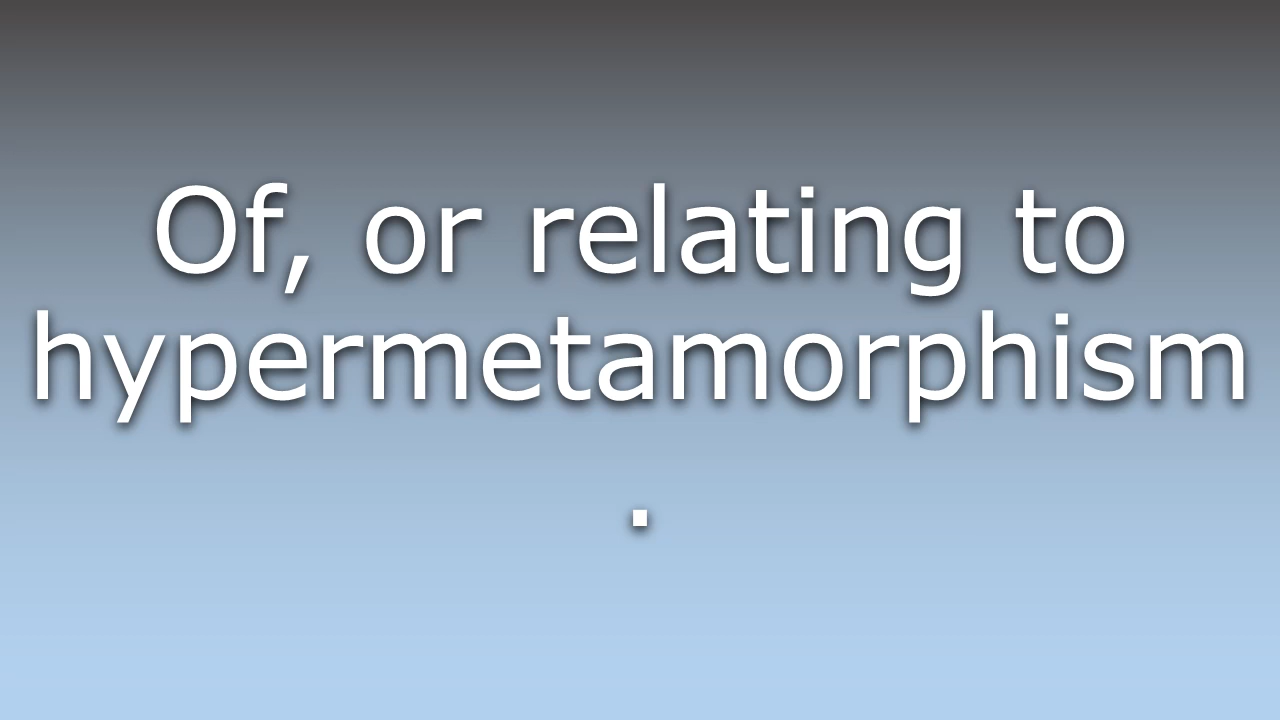 Of, or relating to
hypermetamorphism
.